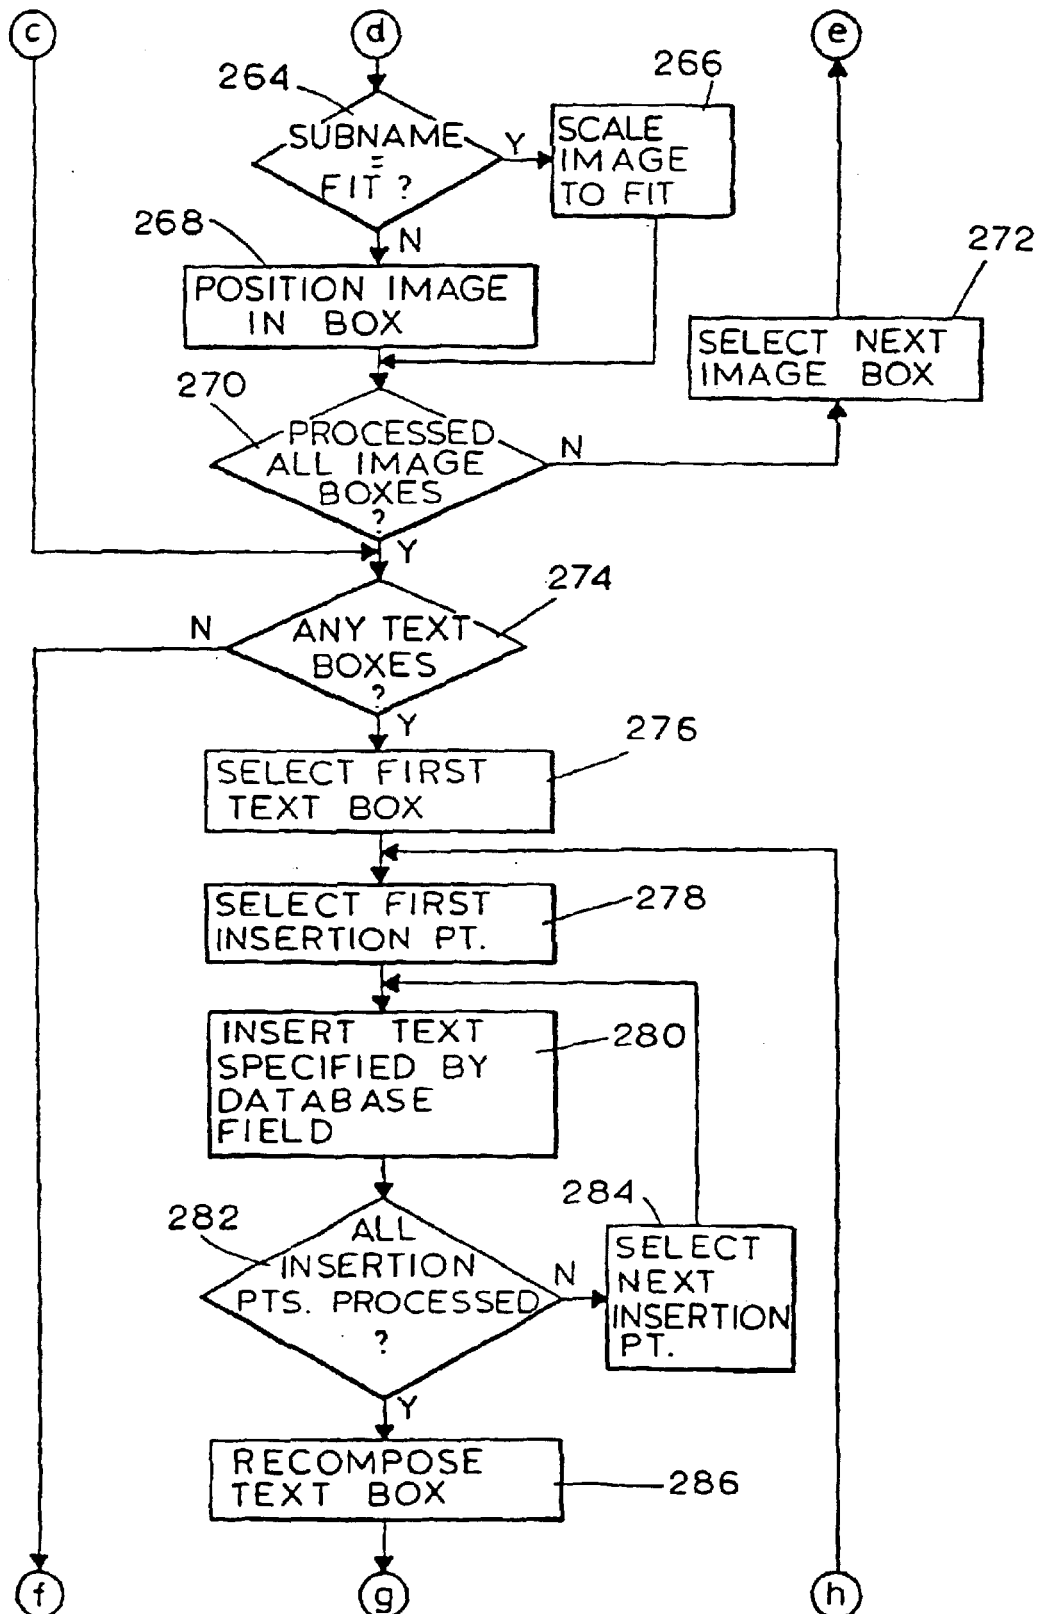 c
d
e
264
266
SUBNAME
=
FIT ?
Y
SCALE
IMAGE
TO FIT
N
268
272
POSITION IMAGE
IN BOX
SELECT NEXT
IMAGE BOX
270
PROCESSED
ALL IMAGE
BOXES
?
N
Y
274
N
ANY TEXT
BOXES
?
Y
276
SELECT FIRST
TEXT BOX
278
SELECT FIRST
INSERTION PT.
INSERT TEXT
SPECIFIED BY
DATABASE
FIELD
280
282
ALL
INSERTION
PTS. PROCESSED
?
N
284
SELECT
NEXT
INSERTION
PT.
Y
RECOMPOSE
TEXT BOX
286
f
g
h